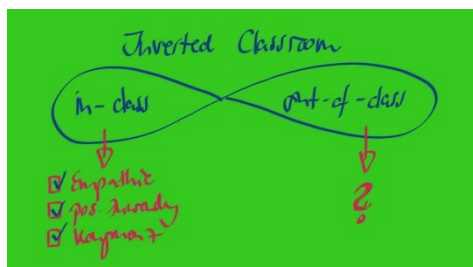 Inverted Classroom
in-class
out-of-class
Empathie
pos.
?